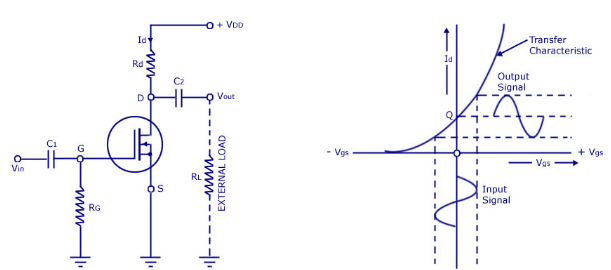 + VDD
Id
Rd
D
C2
Vout
C1
G
Vin
S
RG
RL
EXTERNAL LOAD
Transfer
Characteristic
Id
Output
Signal
Q
- Vgs
+ Vgs
Vgs
Input
Signal